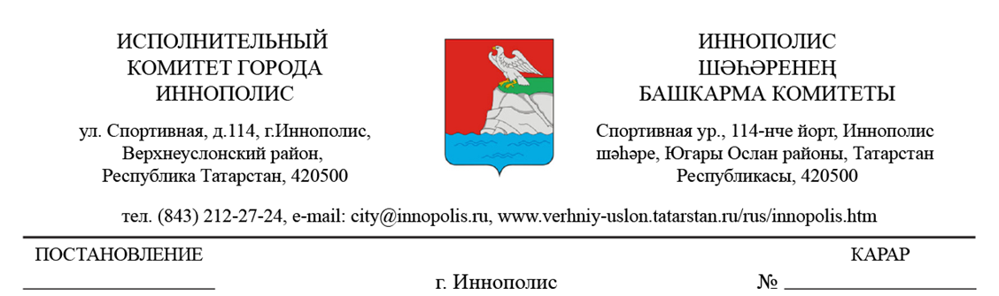 ИСПОЛНИТЕЛЬНЫЙ
КОМИТЕТ ГОРОДА
ИННОПОЛИС
ул. Спортивная, д.114, г.Иннополис,
Верхнеуслонский район,
Республика Татарстан, 420500
ИННОПОЛИС
ШӘҺӘРЕНЕҢ
БАШКАРМА КОМИТЕТЫ
Спортивная ур., 114-нче йорт, Иннополис
шәһәре, Югары Ослан районы, Татарстан
Республикасы, 420500
тел. (843) 212-27-24, e-mail: city@innopolis.ru, www.verhniy-uslon.tatarstan.ru/rus/innopolis.htm
ПОСТАНОВЛЕНИЕ
КАРАР
г. Иннополис
№